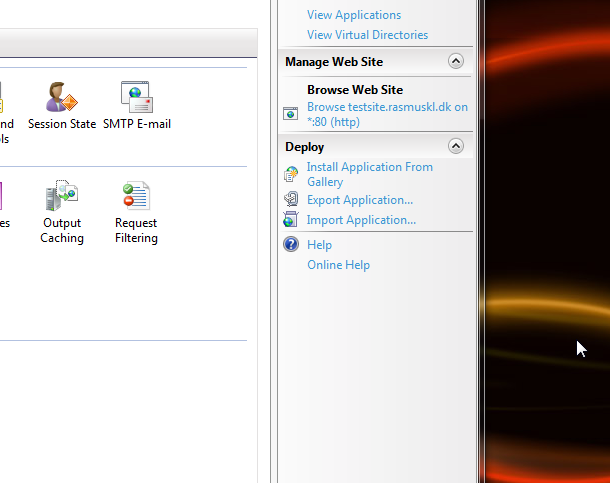 View Applications
View Virtual Directories
Manage Web Site
Browse Web Site
Browse testsite.rasmuskl.dk on
*:80 (http)
Deploy
Install Application From
Gallery
Export Application...
Import Application...
Help
Online Help
nd
ls
Session State
SMTP E-mail
es
Output
Caching
Request
Filtering